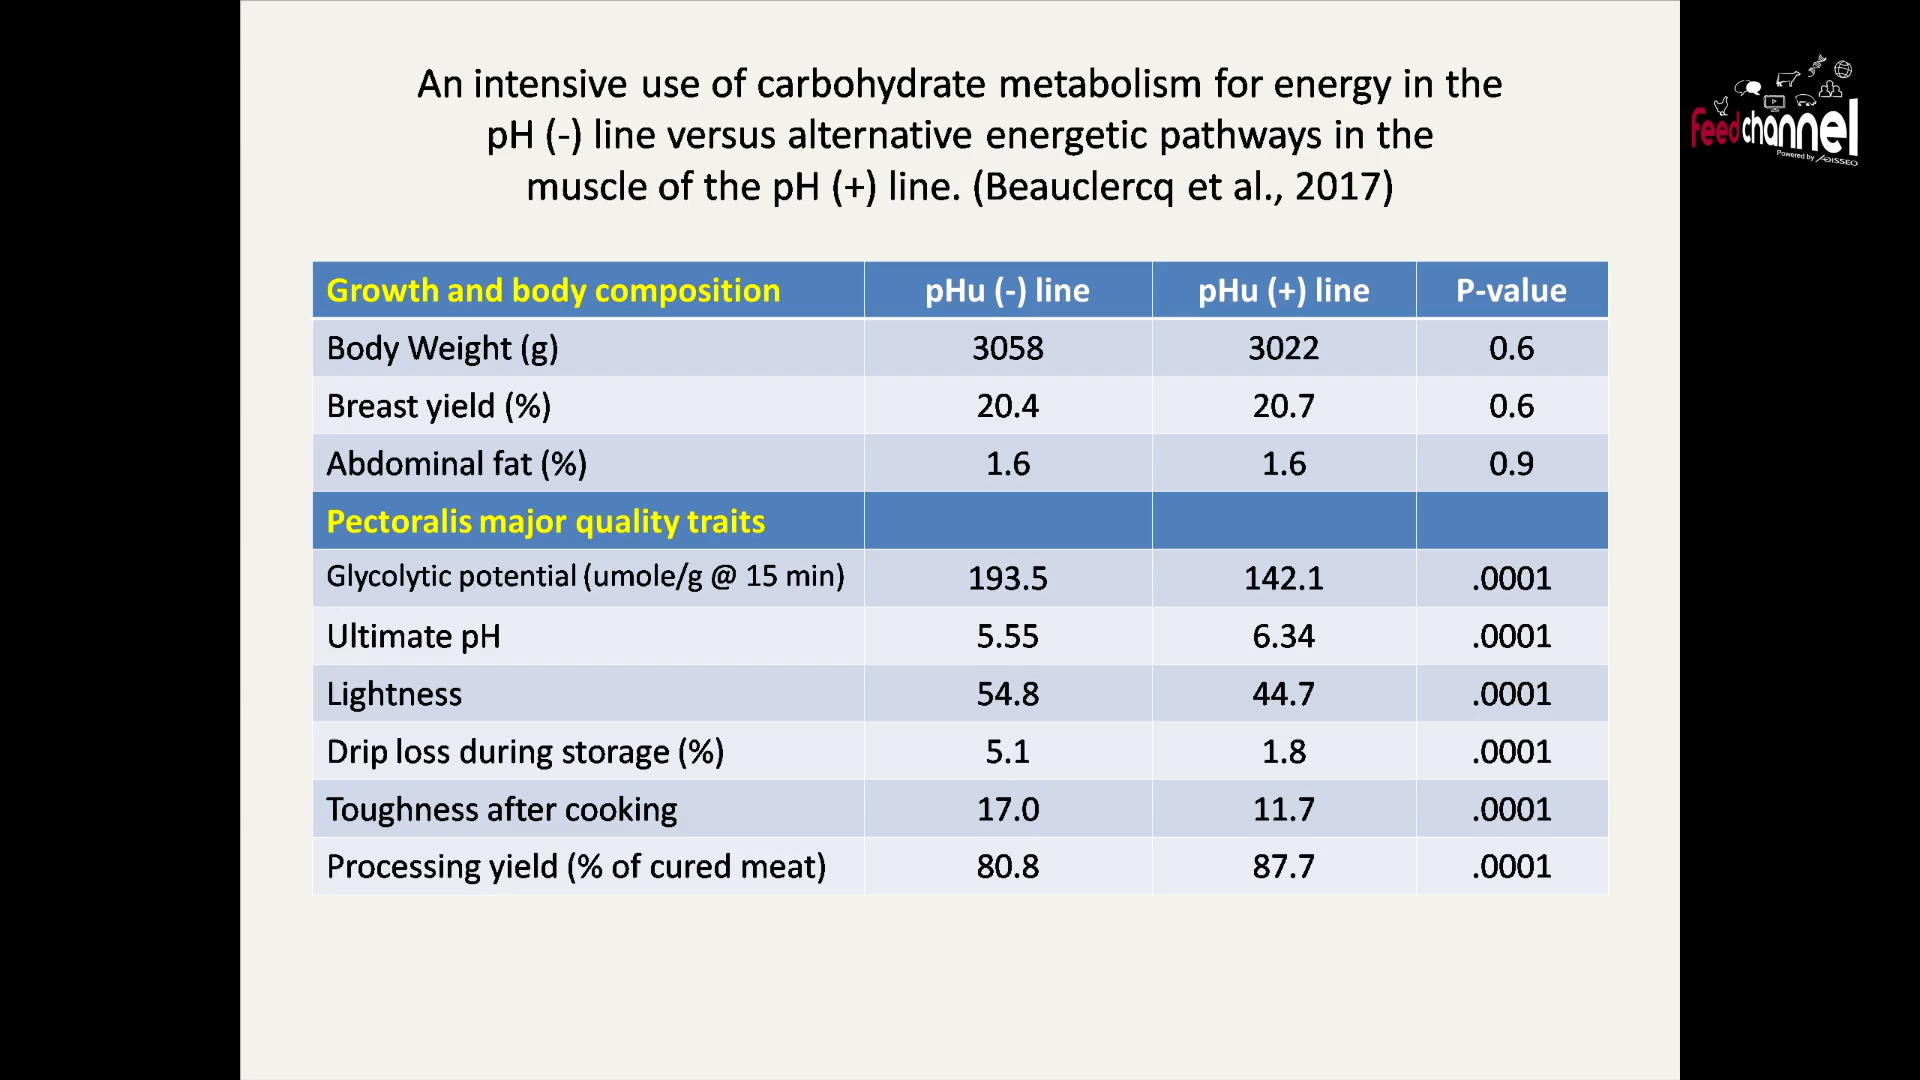 An intensive use of carbohydrate metabolism for energy in the
pH (-) line versus alternative energetic pathways in the
muscle of the pH (+) line. (Beauclercq et al., 2017)
feedchannel
Powered by ADISSEO
Growth and body composition pHu (-) line pHu (+) line P-value
Body Weight (g) 3058 3022 0.6
Breast yield (%) 20.4 20.7 0.6
Abdominal fat (%) 1.6 1.6 0.9
Pectoralis major quality traits
Glycolytic potential (umole/g @ 15 min) 193.5 142.1 .0001
Ultimate pH 5.55 6.34 .0001
Lightness 54.8 44.7 .0001
Drip loss during storage (%) 5.1 1.8 .0001
Toughness after cooking 17.0 11.7 .0001
Processing yield (% of cured meat) 80.8 87.7 .0001